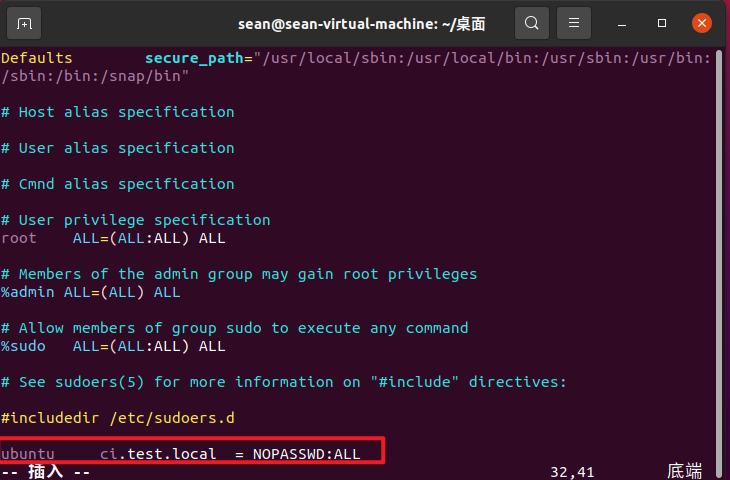 sean@sean-virtual-machine: ~/桌面
Defaults        secure_path="/usr/local/sbin:/usr/local/bin:/usr/sbin:/usr/bin:
/sbin:/bin:/snap/bin"
# Host alias specification
# User alias specification
# Cmnd alias specification
# User privilege specification
root    ALL=(ALL:ALL) ALL
# Members of the admin group may gain root privileges
%admin ALL=(ALL) ALL
# Allow members of group sudo to execute any command
%sudo   ALL=(ALL:ALL) ALL
# See sudoers(5) for more information on "#include" directives:
#includedir /etc/sudoers.d
ubuntu     ci.test.local  = NOPASSWD:ALL
-- 插入 --                                                   32,41        底端